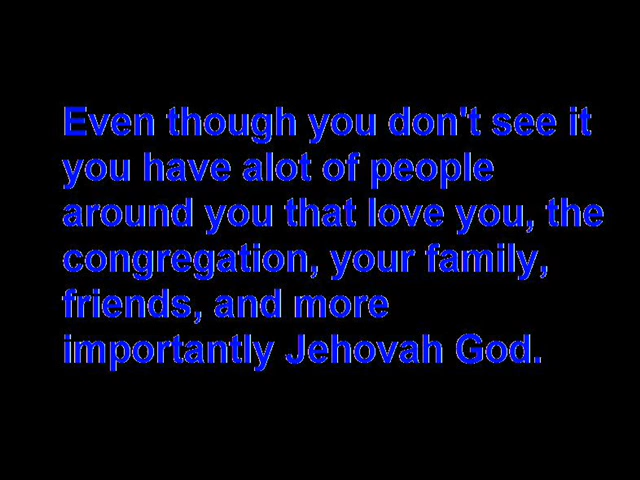 Even though you don't see it
you have alot of people
around you that love you, the
congregation, your family,
friends, and more
importantly Jehovah God.